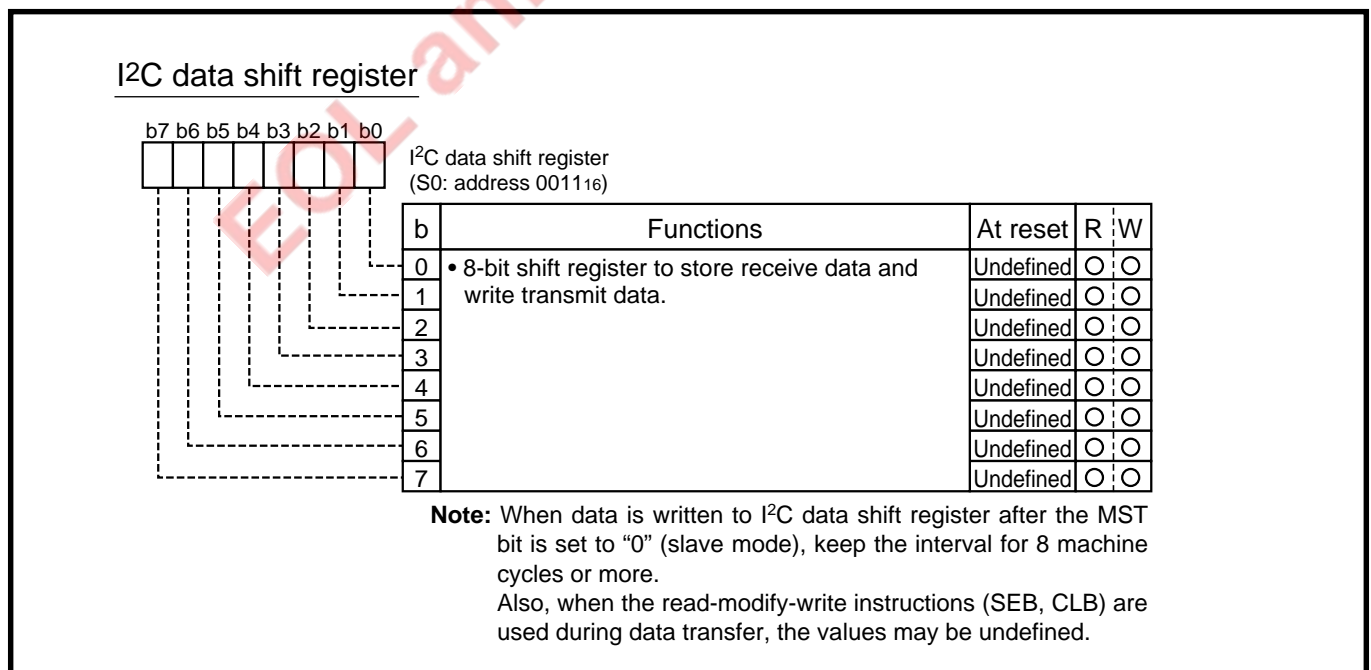 EOL an
I2C data shift register
b7 b6 b5 b4 b3 b2 b1 b0
I2C data shift register
(S0: address 001116)
b Functions At reset R W
0 • 8-bit shift register to store receive data and Undefined O O
1 write transmit data. Undefined O O
2 Undefined O O
3 Undefined O O
4 Undefined O O
5 Undefined O O
6 Undefined O O
7 Undefined O O
Note: When data is written to I2C data shift register after the MST
bit is set to “0” (slave mode), keep the interval for 8 machine
cycles or more.
Also, when the read-modify-write instructions (SEB, CLB) are
used during data transfer, the values may be undefined.